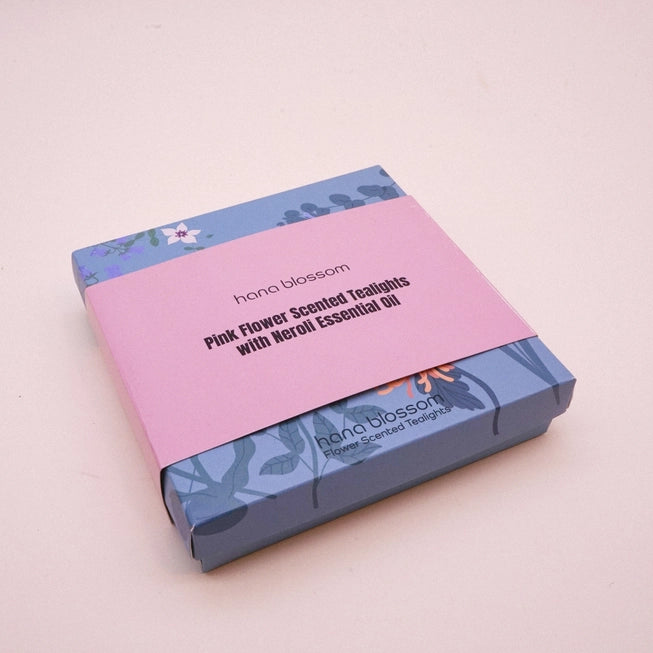 hana blossom
Pink Flower Scented Tealights
with Neroli Essential Oil
hana blossom
Flower Scented Tealights